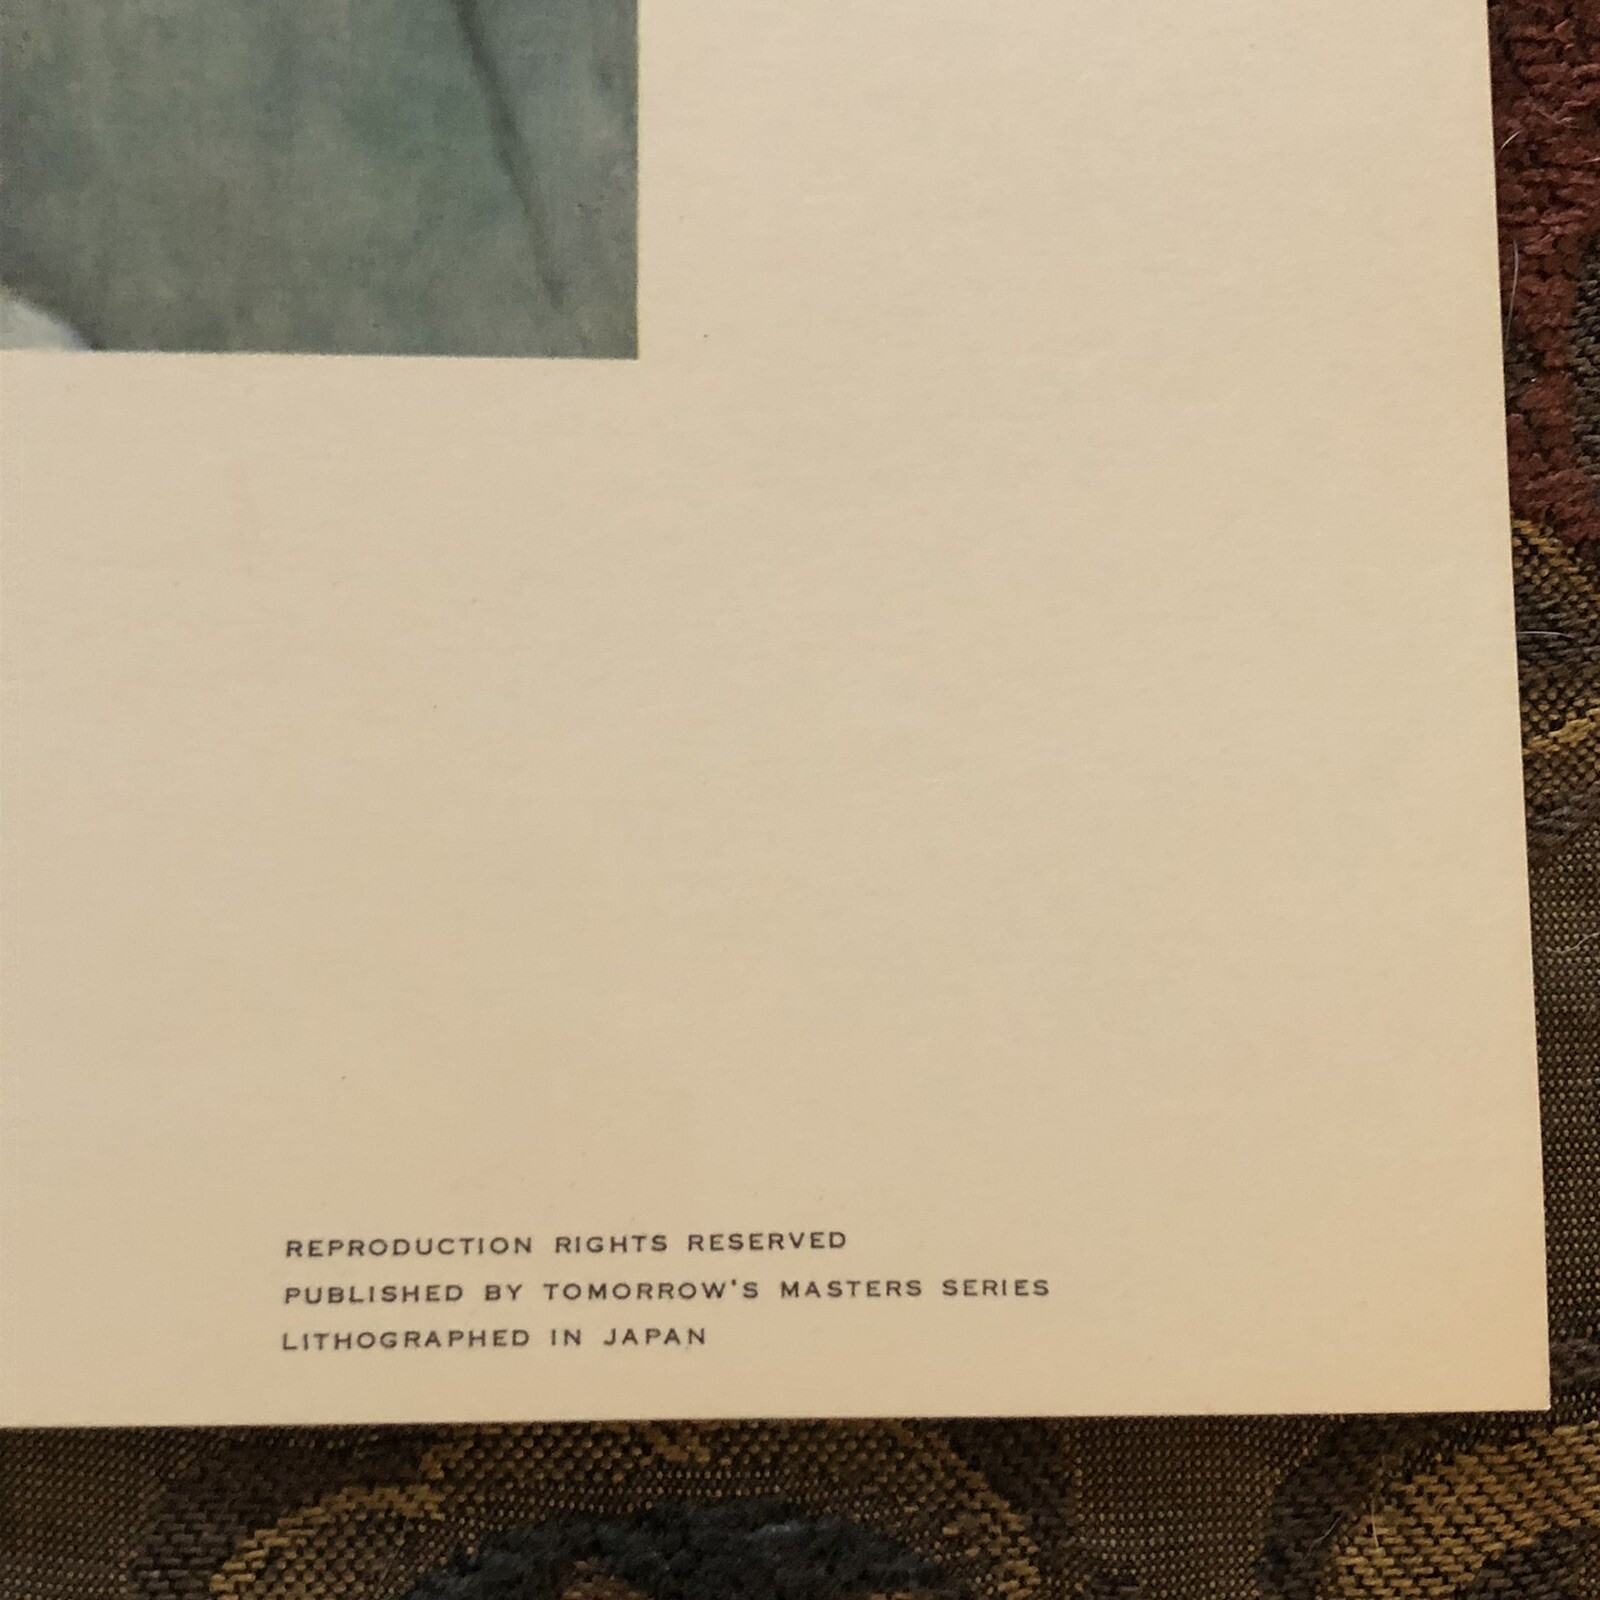 REPRODUCTION RIGHTS RESERVED
PUBLISHED BY TOMORROW'S MASTERS SERIES
LITHOGRAPHED IN JAPAN